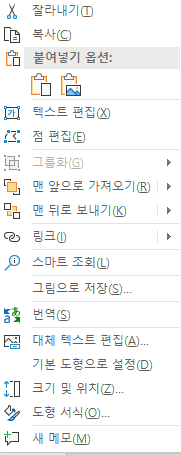 잘라내기(T)
복사(C)
붙여넣기 옵션:
텍스트 편집(X)
점 편집(E)
그룹화(G)
맨 앞으로 가져오기(R)
맨 뒤로 보내기(K)
링크(I)
스마트 조회(L)
그림으로 저장(S)...
번역(S)
대체 텍스트 편집(A)...
기본 도형으로 설정(D)
크기 및 위치(Z)...
도형 서식(O)...
새 메모(M)